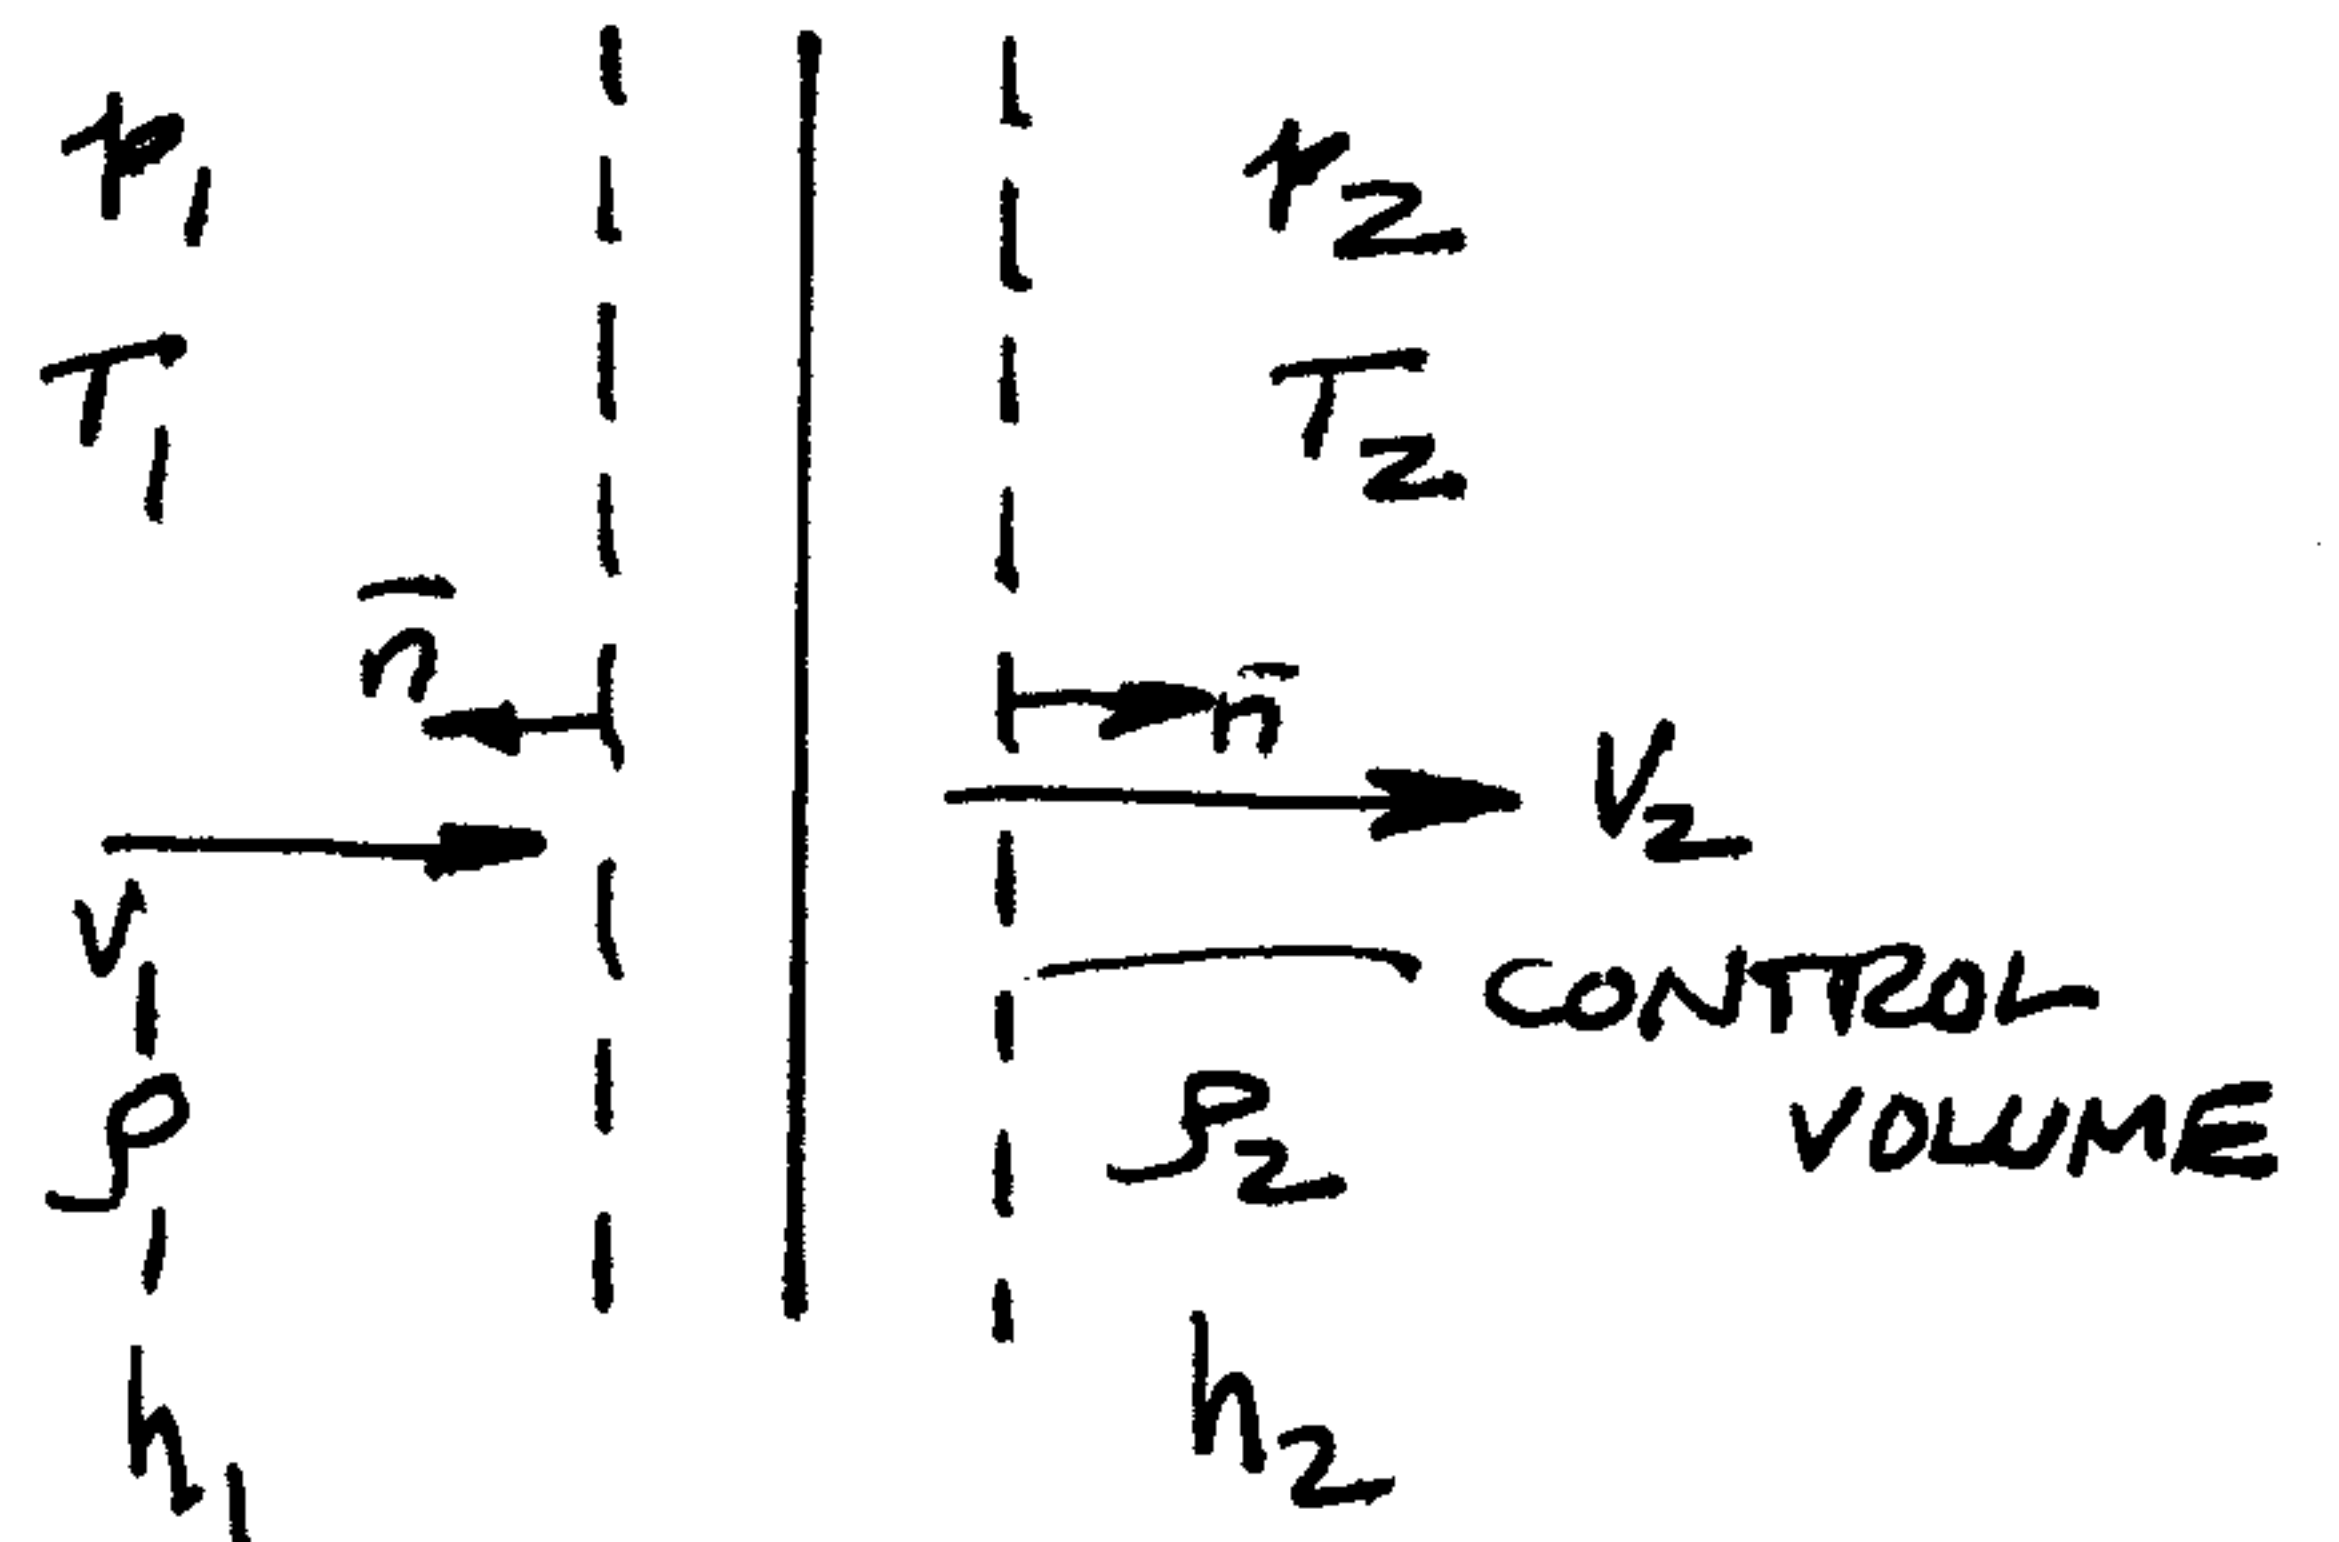 p₁
p₂
T₁
T₂
n̄
n̄
V₂
V₁
CONTROL
VOLUME
ρ₁
ρ₂
h₁
h₂